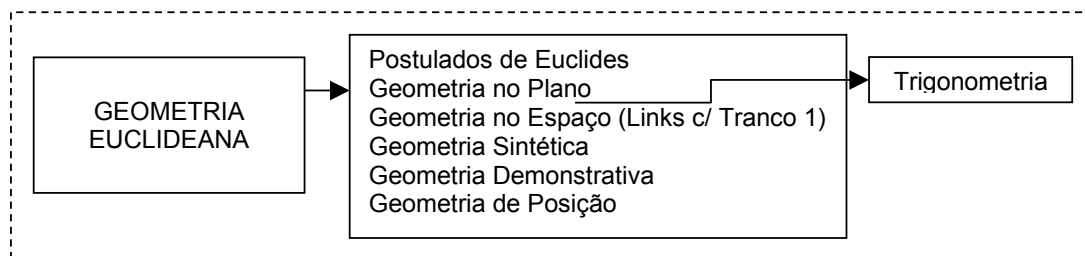 GEOMETRIA
EUCLIDEANA
Postulados de Euclides
Geometria no Plano
Geometria no Espaço (Links c/ Tranco 1)
Geometria Sintética
Geometria Demonstrativa
Geometria de Posição
Trigonometria